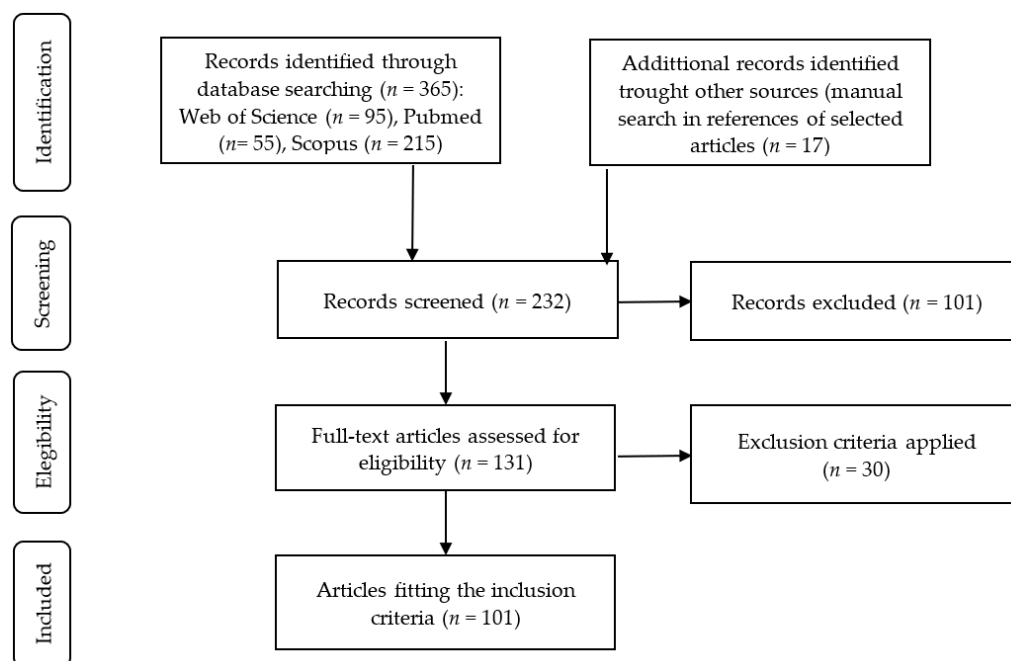 Identification
Records identified through
database searching (n = 365):
Web of Science (n = 95), Pubmed
(n= 55), Scopus (n = 215)
Addittional records identified
trought other sources (manual
search in references of selected
articles (n = 17)
Screening
Records screened (n = 232)
Records excluded (n = 101)
Elegibility
Full-text articles assessed for
eligibility (n = 131)
Exclusion criteria applied
(n = 30)
Included
Articles fitting the inclusion
criteria (n = 101)